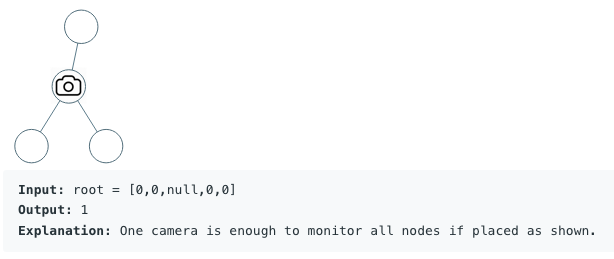 Input: root = [0,0,null,0,0]
Output: 1
Explanation: One camera is enough to monitor all nodes if placed as shown.